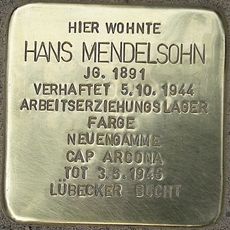 HIER WOHNTE
HANS MENDELSOHN
JG. 1891
VERHAFTET 5.10.1944
ARBEITSERZIEHUNGSLAGER
FARGE
NEUENGAMME
CAP ARCONA
TOT 3.5.1945
LÜBECKER BUCHT